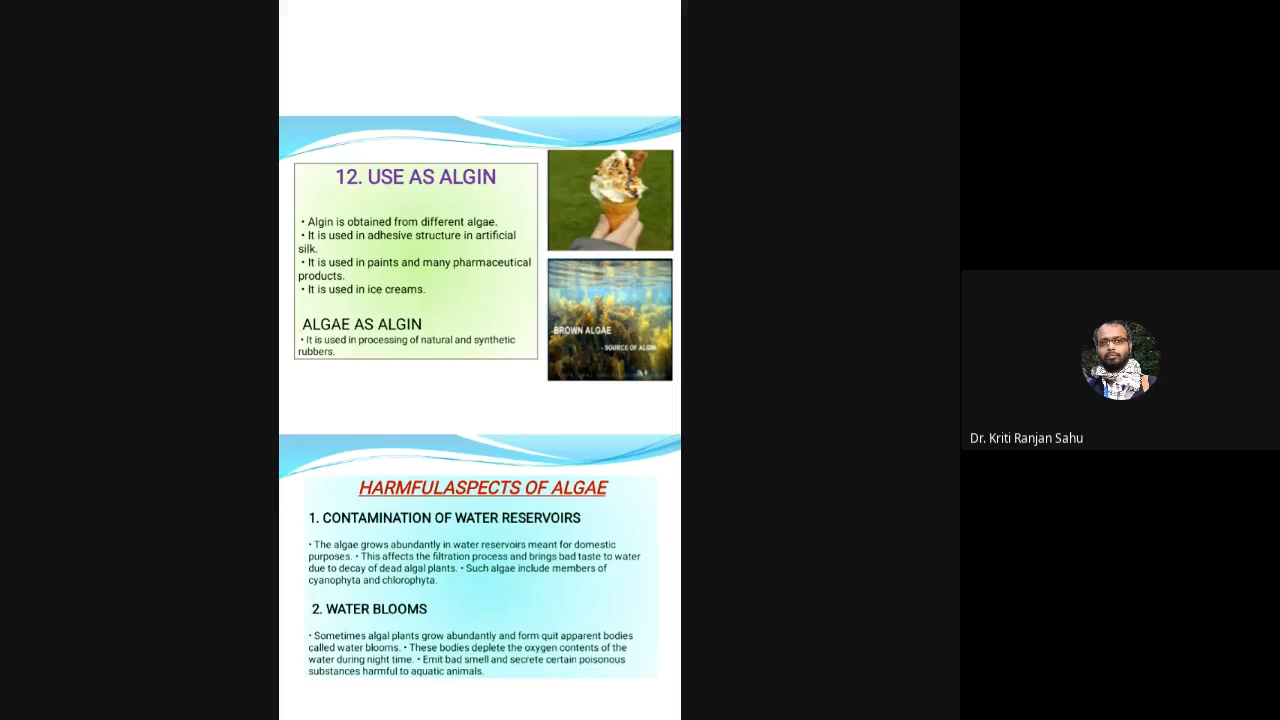 12. USE AS ALGIN
• Algin is obtained from different algae.
• It is used in adhesive structure in artificial
silk.
• It is used in paints and many pharmaceutical
products.
• It is used in ice creams.
ALGAE AS ALGIN
• It is used in processing of natural and synthetic
rubbers.
BROWN ALGAE
- SOURCE OF ALGIN
HARMFULASPECTS OF ALGAE
1. CONTAMINATION OF WATER RESERVOIRS
• The algae grows abundantly in water reservoirs meant for domestic
purposes. • This affects the filtration process and brings bad taste to water
due to decay of dead algal plants. • Such algae include members of
cyanophyta and chlorophyta.
2. WATER BLOOMS
• Sometimes algal plants grow abundantly and form quit apparent bodies
called water blooms. • These bodies deplete the oxygen contents of the
water during night time. • Emit bad smell and secrete certain poisonous
substances harmful to aquatic animals.
Dr. Kriti Ranjan Sahu